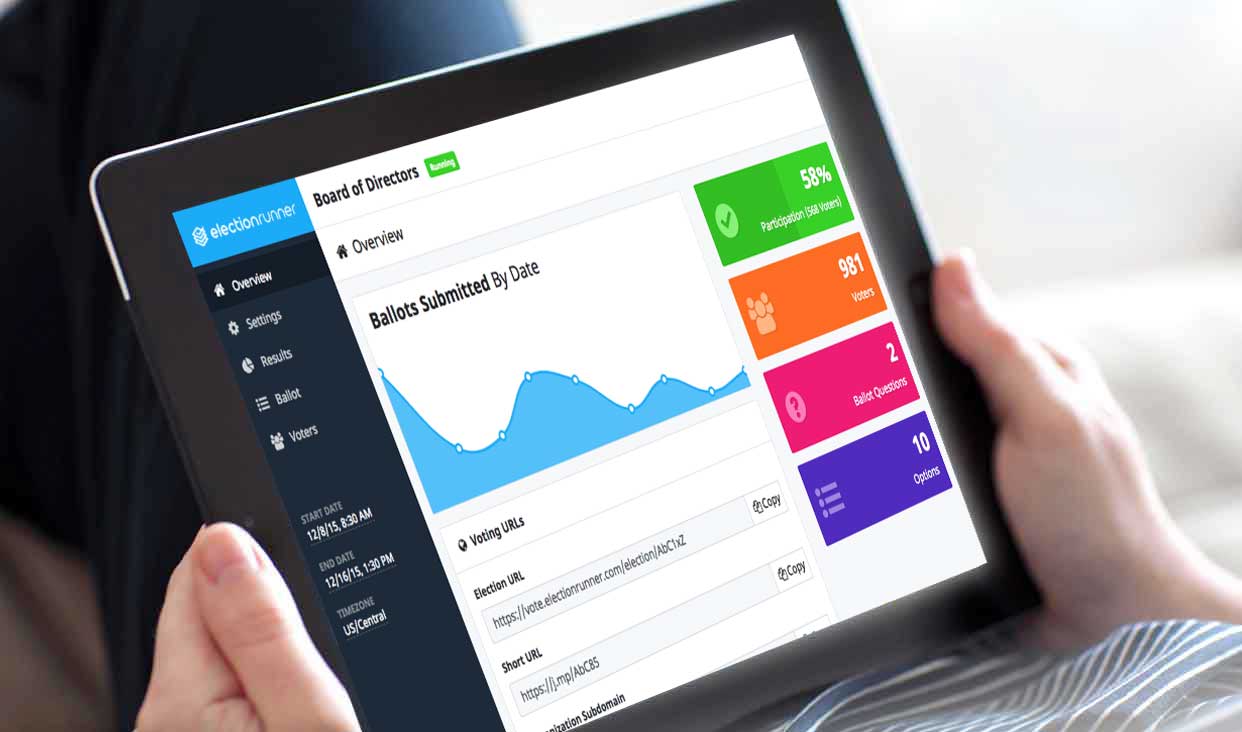 electionrunner
Board of Directors Running
Overview
Overview
Settings
Results
Ballot
Voters
START DATE
12/8/15, 8:30 AM
END DATE
12/16/15, 1:30 PM
TIMEZONE
US/Central
Ballots Submitted By Date
58%
Participation (568 Voters)
981
Voters
2
Ballot Questions
10
Options
Voting URLs
Election URL
https://vote.electionrunner.com/election/AbC1xZ Copy
Short URL
https://j.mp/AbC85 Copy
Subdomain